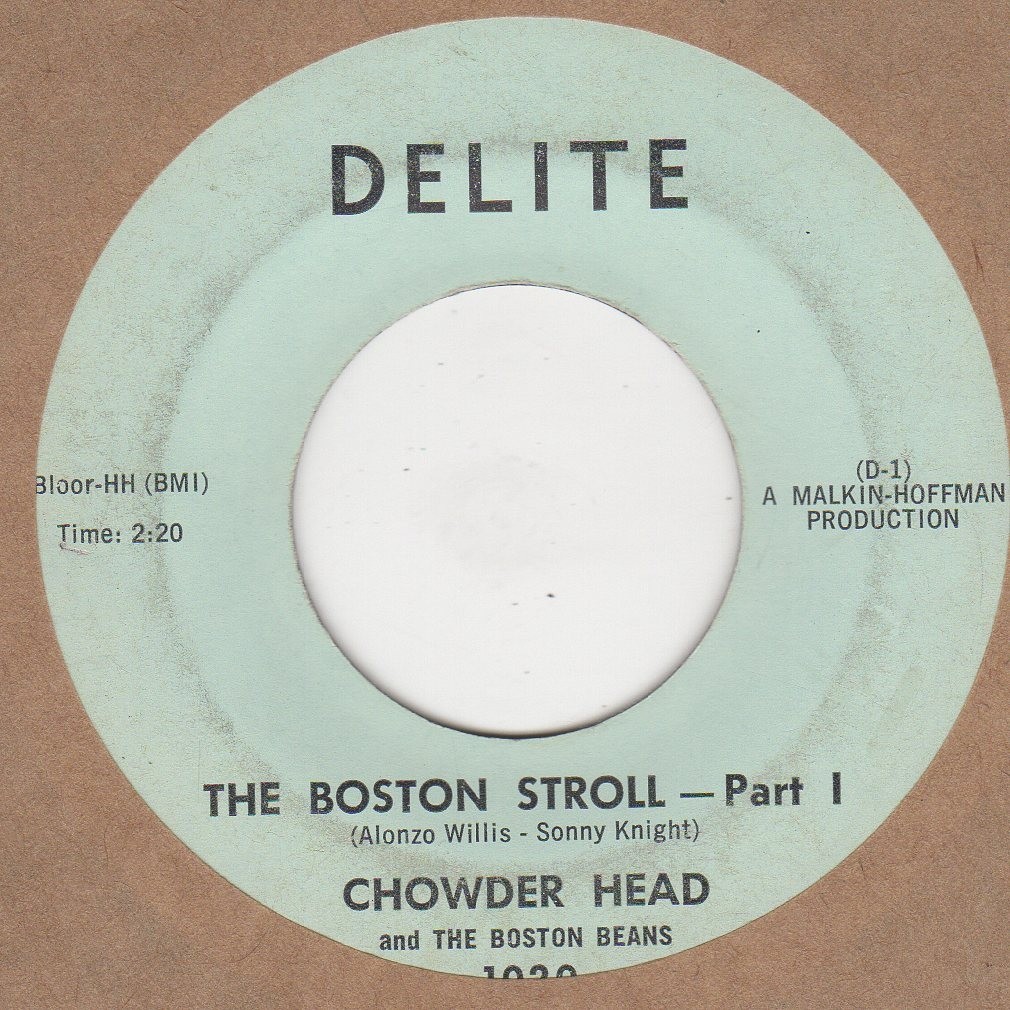 DELITE
Bloor-HH (BMI)
Time: 2:20
(D-1)
A MALKIN-HOFFMAN
PRODUCTION
THE BOSTON STROLL — Part I
(Alonzo Willis - Sonny Knight)
CHOWDER HEAD
and THE BOSTON BEANS